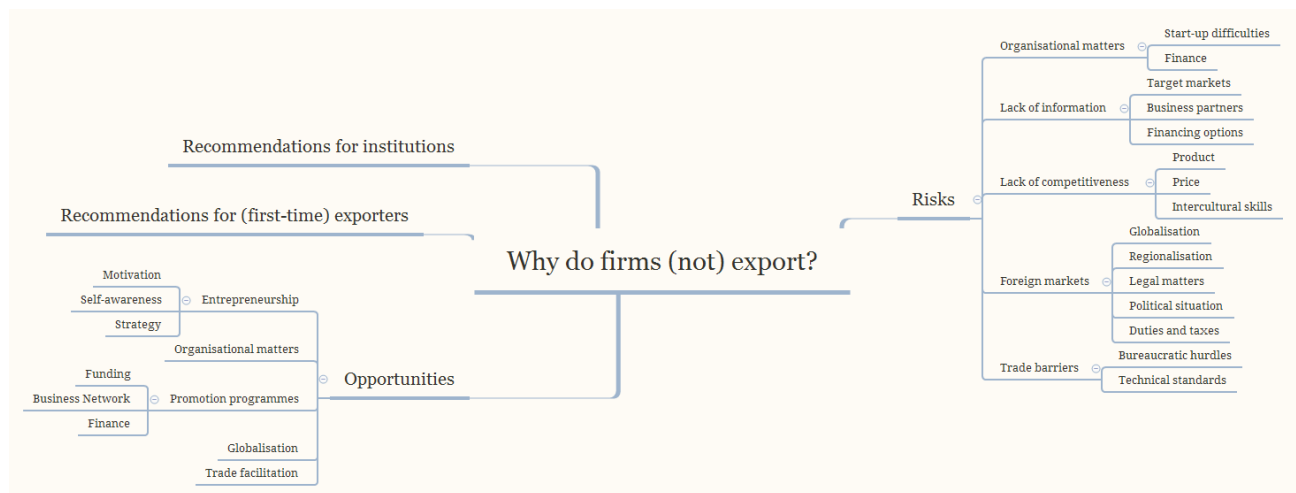 Why do firms (not) export?
Risks
Organisational matters
Start-up difficulties
Finance
Lack of information
Target markets
Business partners
Financing options
Lack of competitiveness
Product
Price
Intercultural skills
Foreign markets
Globalisation
Regionalisation
Legal matters
Political situation
Duties and taxes
Trade barriers
Bureaucratic hurdles
Technical standards
Recommendations for institutions
Recommendations for (first-time) exporters
Opportunities
Entrepreneurship
Motivation
Self-awareness
Strategy
Organisational matters
Promotion programmes
Funding
Business Network
Finance
Globalisation
Trade facilitation